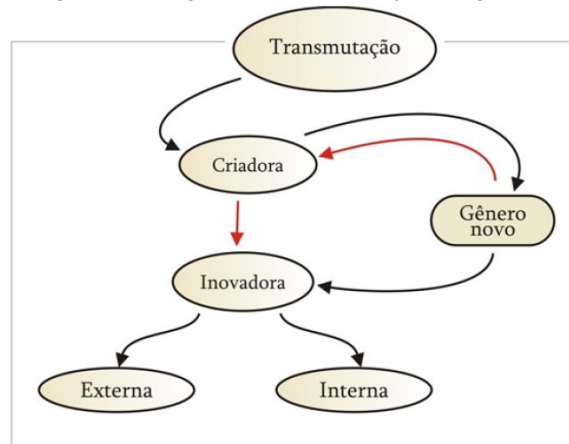 Transmutação
Criadora
Gênero
novo
Inovadora
Externa
Interna